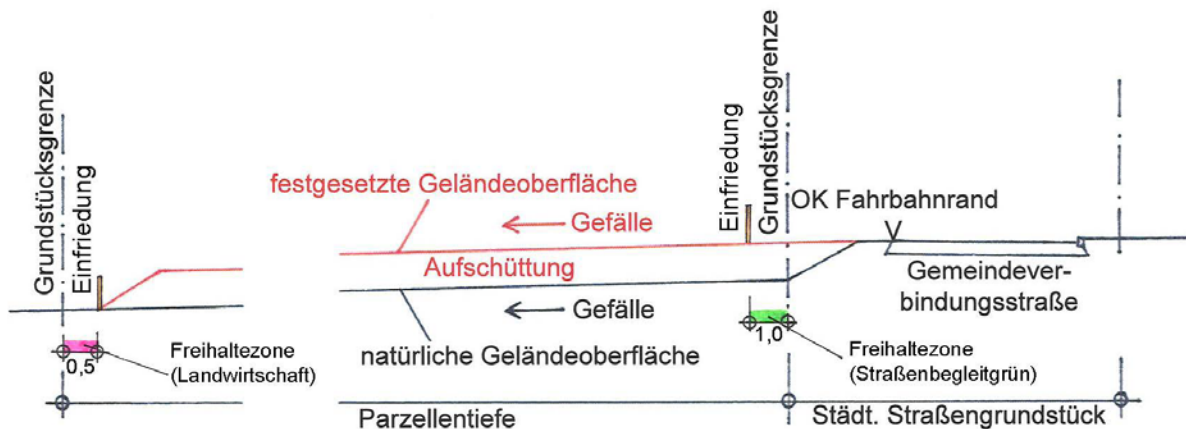 Grundstücksgrenze
Einfriedung
festgesetzte Geländeoberfläche
Gefälle
Einfriedung
Grundstücksgrenze
OK Fahrbahnrand
Aufschüttung
Gefälle
Gemeindever-
bindungsstraße
natürliche Geländeoberfläche
0,5
Freihaltezone
(Landwirtschaft)
1,0
Freihaltezone
(Straßenbegleitgrün)
Parzellentiefe
Städt. Straßengrundstück